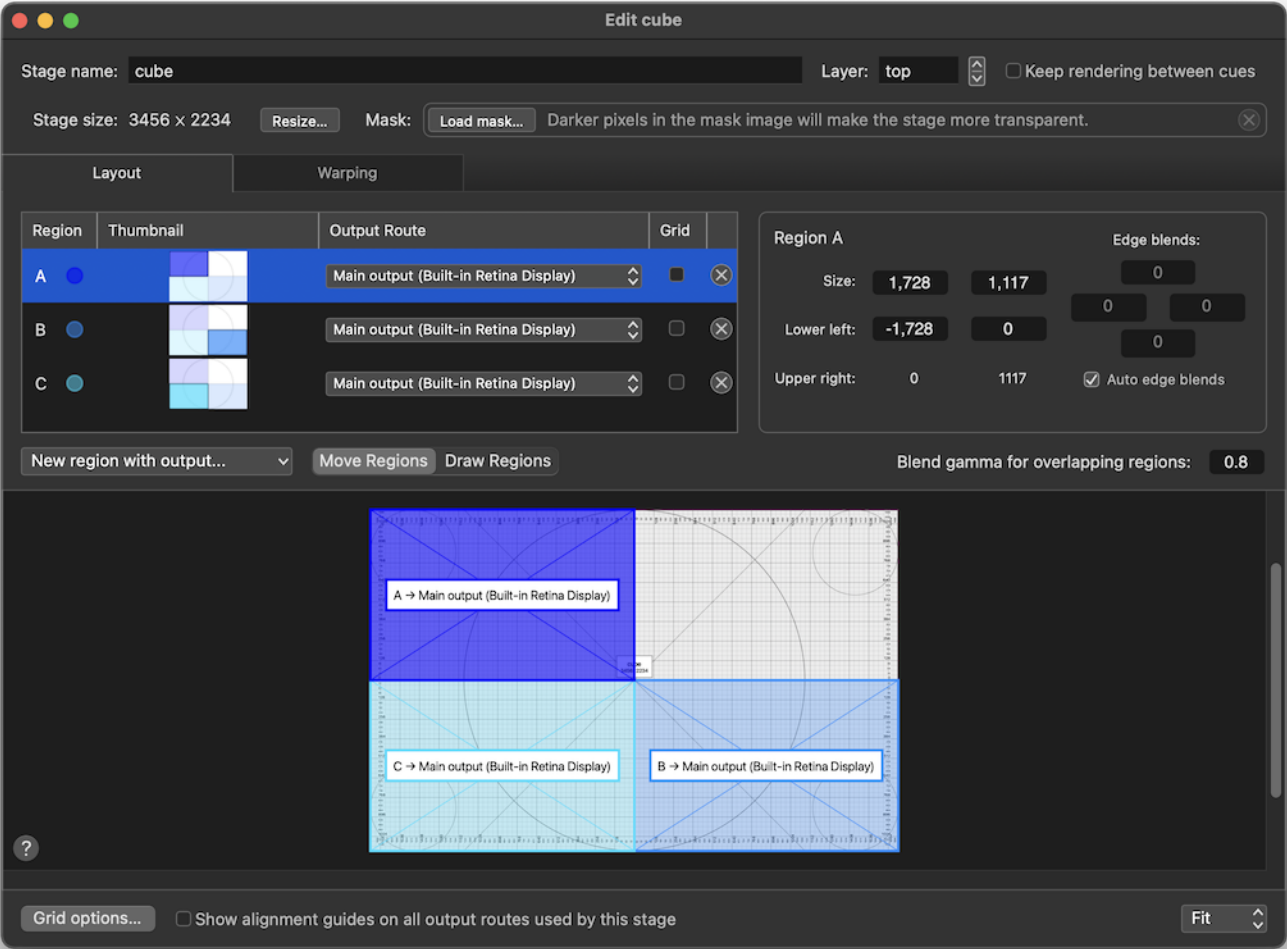 Edit cube
Stage name: cube Layer: top Keep rendering between cues
Stage size: 3456 × 2234 Resize... Mask: Load mask... Darker pixels in the mask image will make the stage more transparent.
Layout Warping
Region Thumbnail Output Route Grid
A Main output (Built-in Retina Display)
B Main output (Built-in Retina Display)
C Main output (Built-in Retina Display)
Region A Edge blends:
Size: 1,728 1,117
Lower left: -1,728 0
Upper right: 0 1117
0
0 0
0
Auto edge blends
New region with output... Move Regions Draw Regions Blend gamma for overlapping regions: 0.8
A → Main output (Built-in Retina Display)
C → Main output (Built-in Retina Display) B → Main output (Built-in Retina Display)
?
Grid options... Show alignment guides on all output routes used by this stage Fit